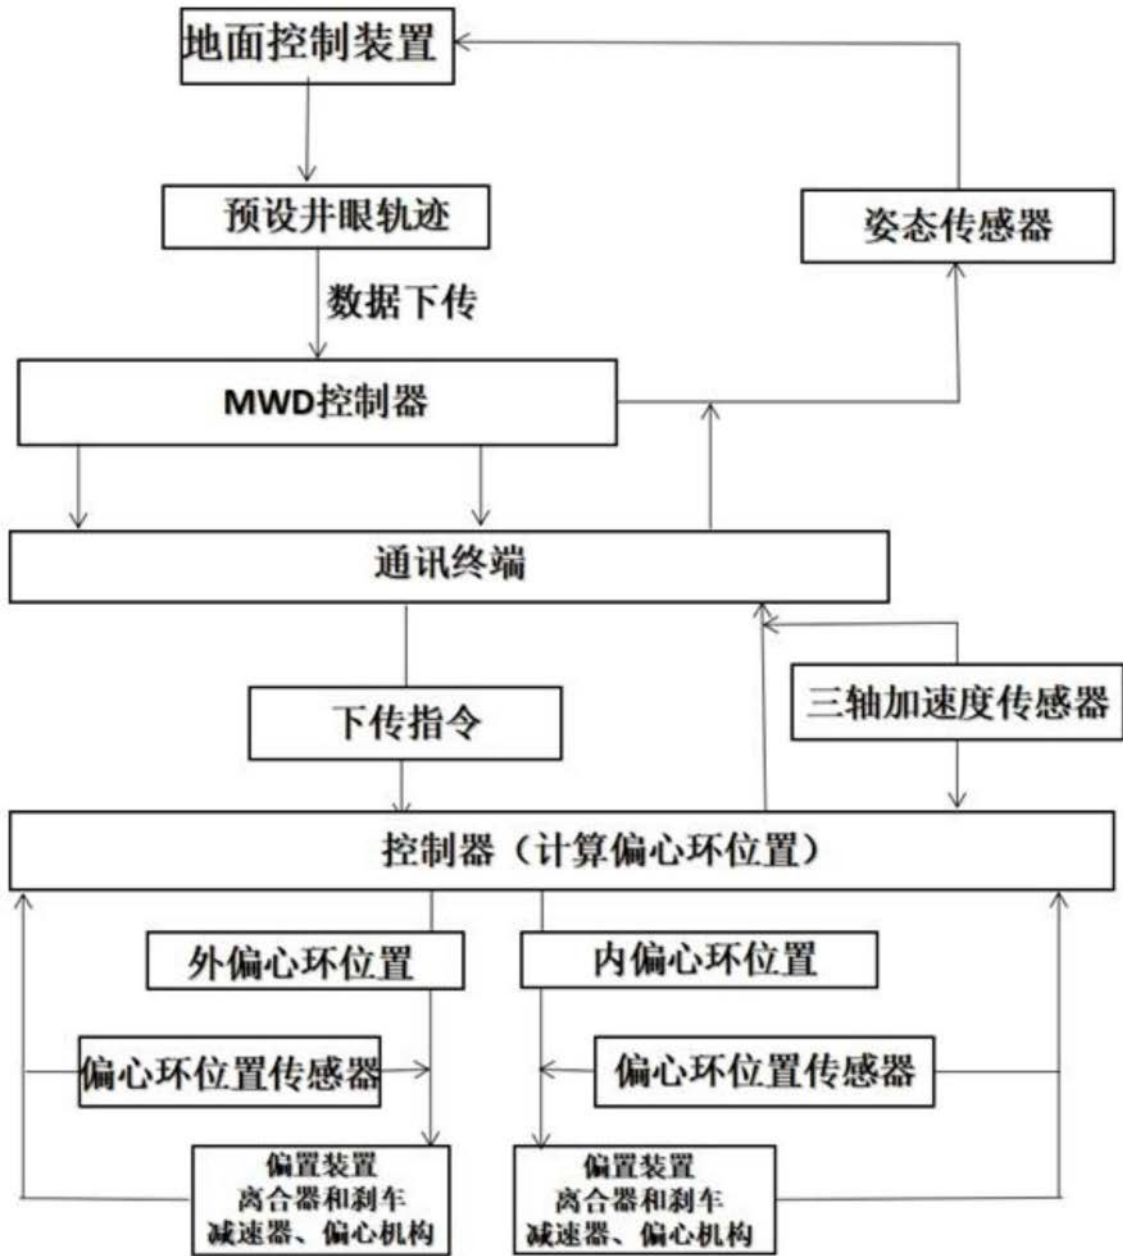 地面控制装置
预设井眼轨迹
姿态传感器
数据下传
MWD控制器
通讯终端
下传指令
三轴加速度传感器
控制器（计算偏心环位置）
外偏心环位置
内偏心环位置
偏心环位置传感器
偏心环位置传感器
偏置装置
离合器和刹车
减速器、偏心机构
偏置装置
离合器和刹车
减速器、偏心机构